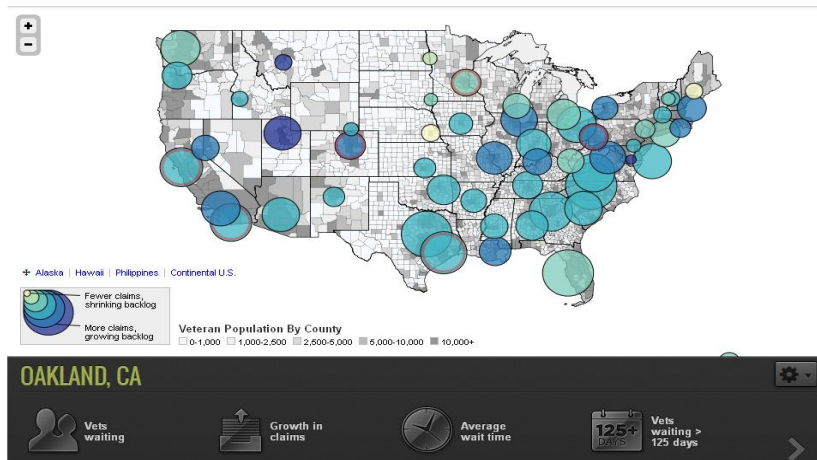 +
−
Alaska | Hawaii | Philippines | Continental U.S.
Fewer claims,
shrinking backlog
More claims,
growing backlog
Veteran Population By County
0-1,000 1,000-2,500 2,500-5,000 5,000-10,000 10,000+
OAKLAND, CA
Vets
waiting
Growth in
claims
Average
wait time
125+
DAYS
Vets
waiting >
125 days